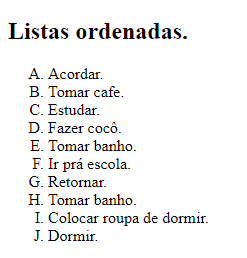 Listas ordenadas.
A. Acordar.
B. Tomar cafe.
C. Estudar.
D. Fazer cocô.
E. Tomar banho.
F. Ir prá escola.
G. Retornar.
H. Tomar banho.
I. Colocar roupa de dormir.
J. Dormir.